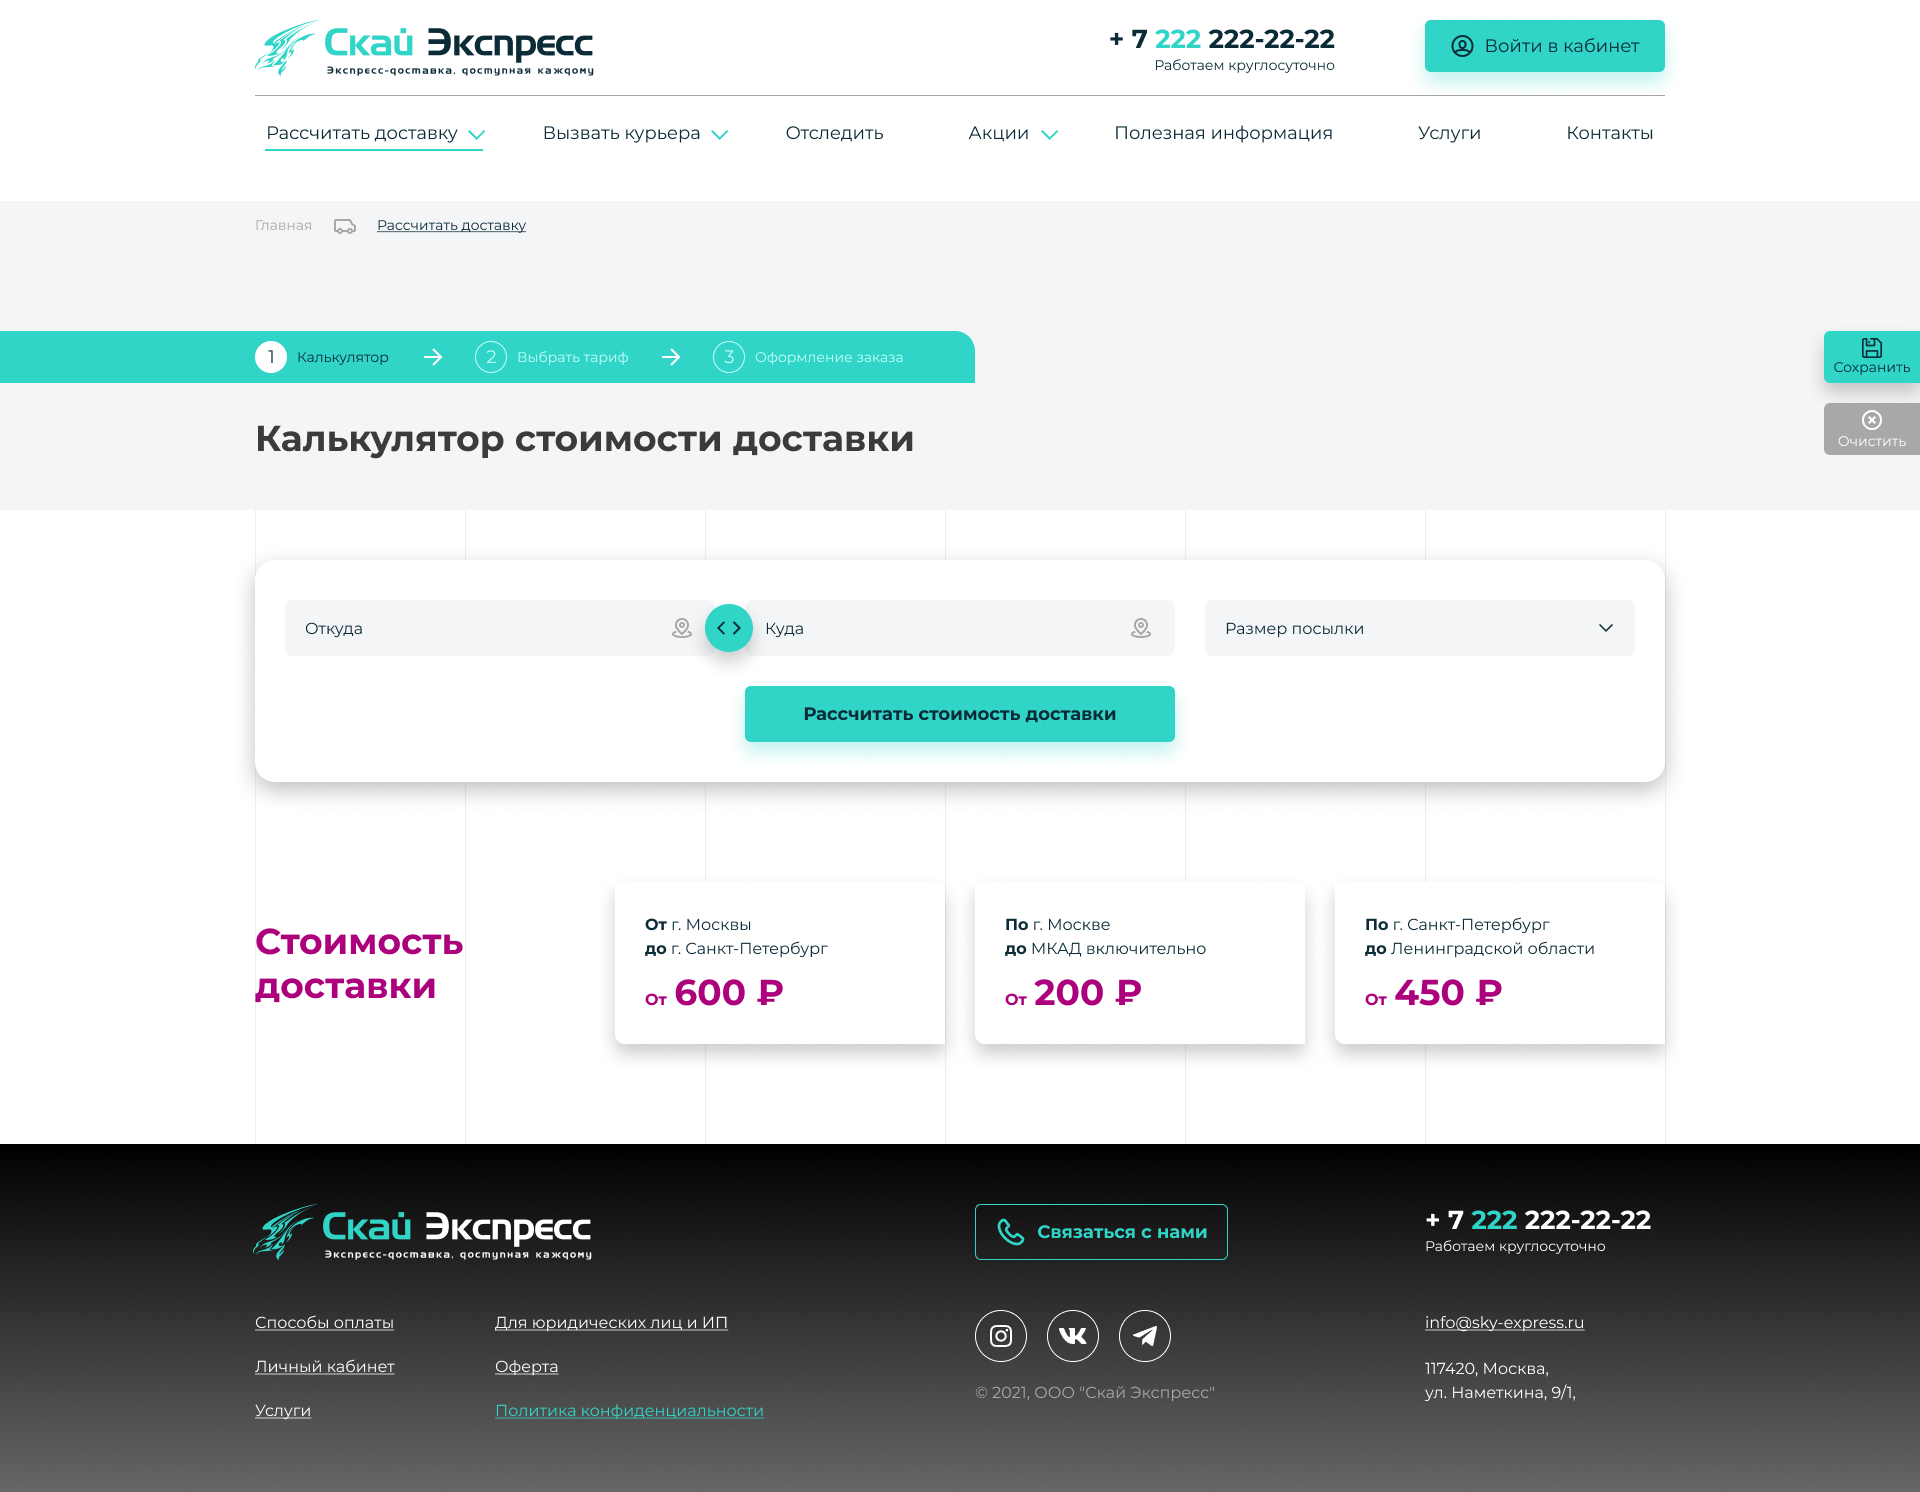 Скай Экспресс
Экспресс-доставка, доступная каждому
+ 7 222 222-22-22
Работаем круглосуточно
Войти в кабинет
Рассчитать доставку
Вызвать курьера
Отследить
Акции
Полезная информация
Услуги
Контакты
Главная
Рассчитать доставку
1 Калькулятор
2 Выбрать тариф
3 Оформление заказа
Сохранить
Очистить
Калькулятор стоимости доставки
Откуда
Куда
Размер посылки
Рассчитать стоимость доставки
Стоимость
доставки
От г. Москвы
до г. Санкт-Петербург
От 600 ₽
По г. Москве
до МКАД включительно
От 200 ₽
По г. Санкт-Петербург
до Ленинградской области
От 450 ₽
Скай Экспресс
Экспресс-доставка, доступная каждому
Связаться с нами
+ 7 222 222-22-22
Работаем круглосуточно
Способы оплаты
Для юридических лиц и ИП
info@sky-express.ru
Личный кабинет
Оферта
117420, Москва,
ул. Наметкина, 9/1,
© 2021, ООО "Скай Экспресс"
Услуги
Политика конфиденциальности